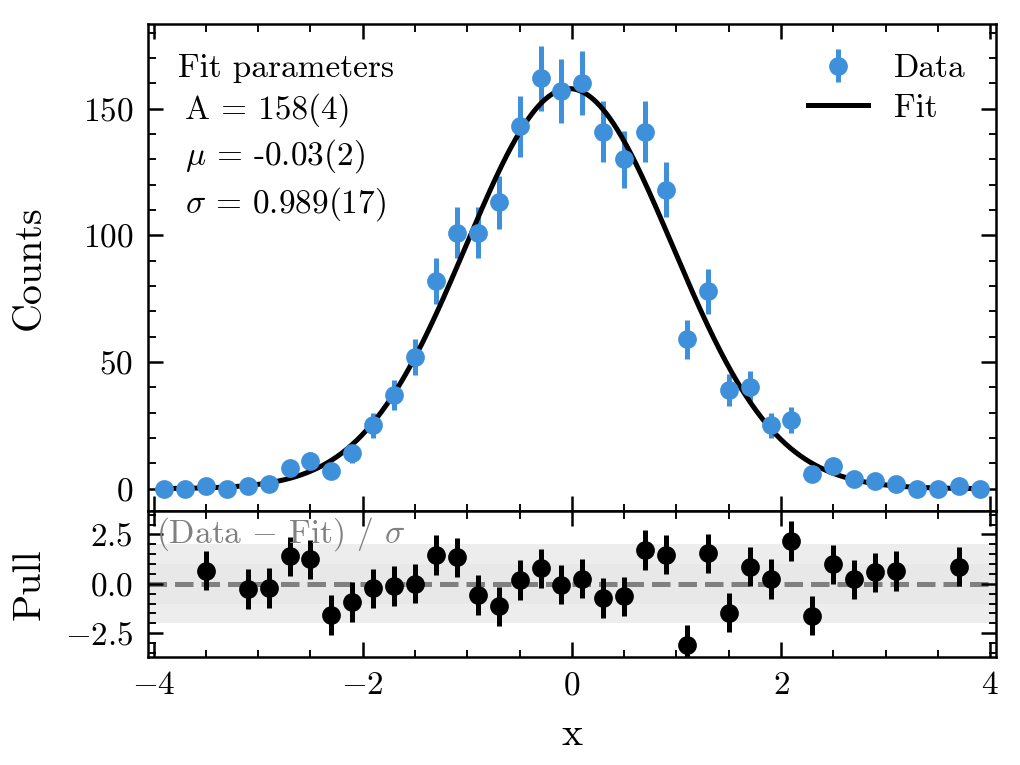 Fit parameters
A = 158(4)
μ = -0.03(2)
σ = 0.989(17)
Data
Fit
Counts
150
100
50
0
(Data − Fit) / σ
Pull
2.5
0.0
−2.5
−4
−2
0
2
4
x